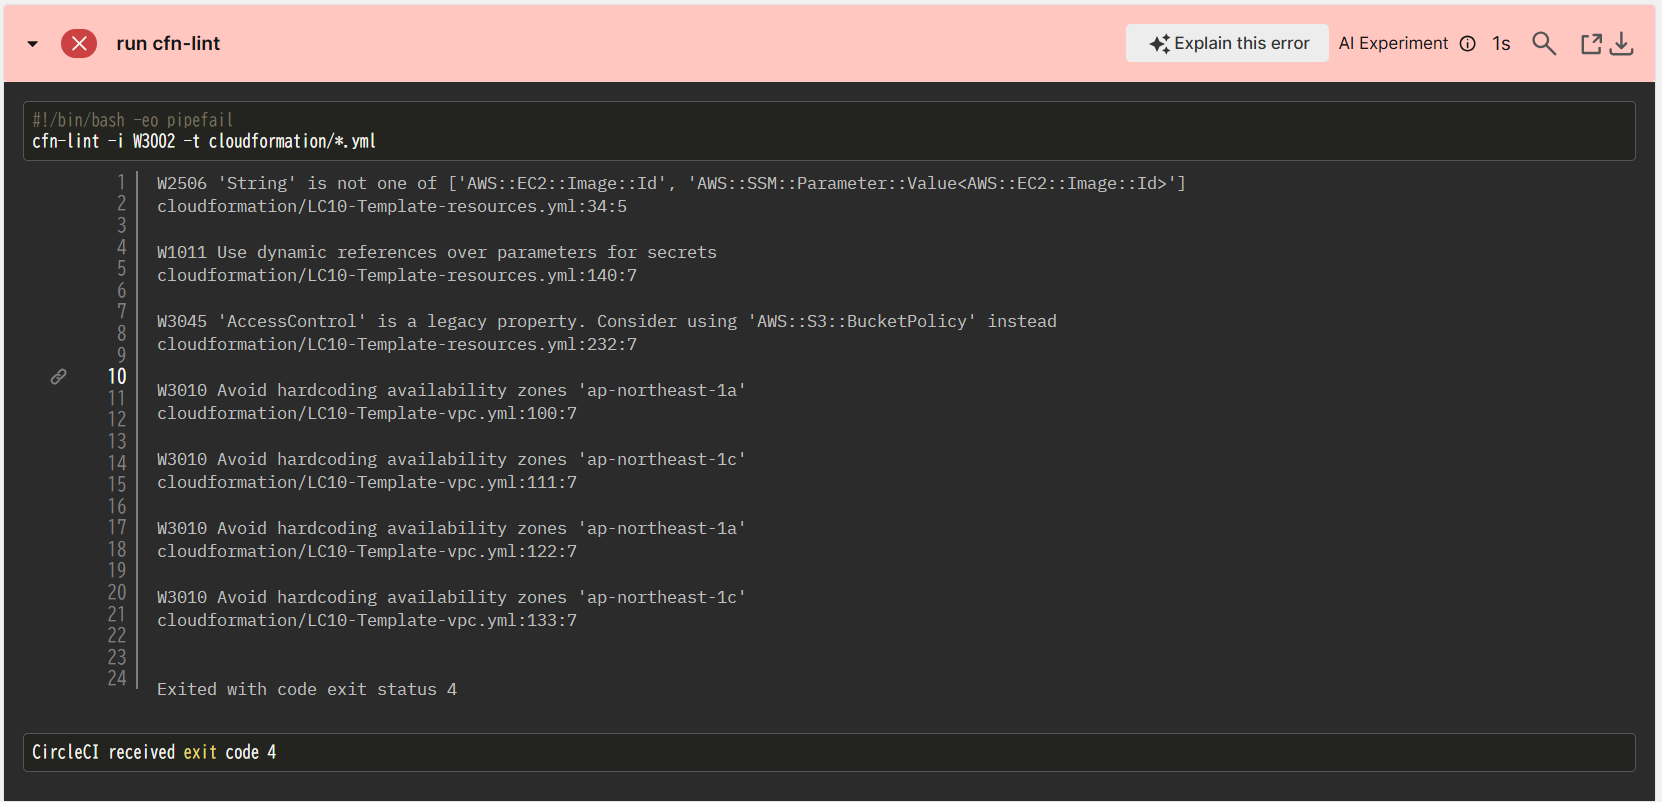 run cfn-lint
Explain this error
AI Experiment
1s
#!/bin/bash -eo pipefail
cfn-lint -i W3002 -t cloudformation/*.yml
1 W2506 'String' is not one of ['AWS::EC2::Image::Id', 'AWS::SSM::Parameter::Value<AWS::EC2::Image::Id>']
2 cloudformation/LC10-Template-resources.yml:34:5
3
4 W1011 Use dynamic references over parameters for secrets
5 cloudformation/LC10-Template-resources.yml:140:7
6
7 W3045 'AccessControl' is a legacy property. Consider using 'AWS::S3::BucketPolicy' instead
8 cloudformation/LC10-Template-resources.yml:232:7
9
10 W3010 Avoid hardcoding availability zones 'ap-northeast-1a'
11 cloudformation/LC10-Template-vpc.yml:100:7
12
13 W3010 Avoid hardcoding availability zones 'ap-northeast-1c'
14 cloudformation/LC10-Template-vpc.yml:111:7
15
16 W3010 Avoid hardcoding availability zones 'ap-northeast-1a'
17 cloudformation/LC10-Template-vpc.yml:122:7
18
19 W3010 Avoid hardcoding availability zones 'ap-northeast-1c'
20 cloudformation/LC10-Template-vpc.yml:133:7
21
22
23 Exited with code exit status 4
24
CircleCI received exit code 4